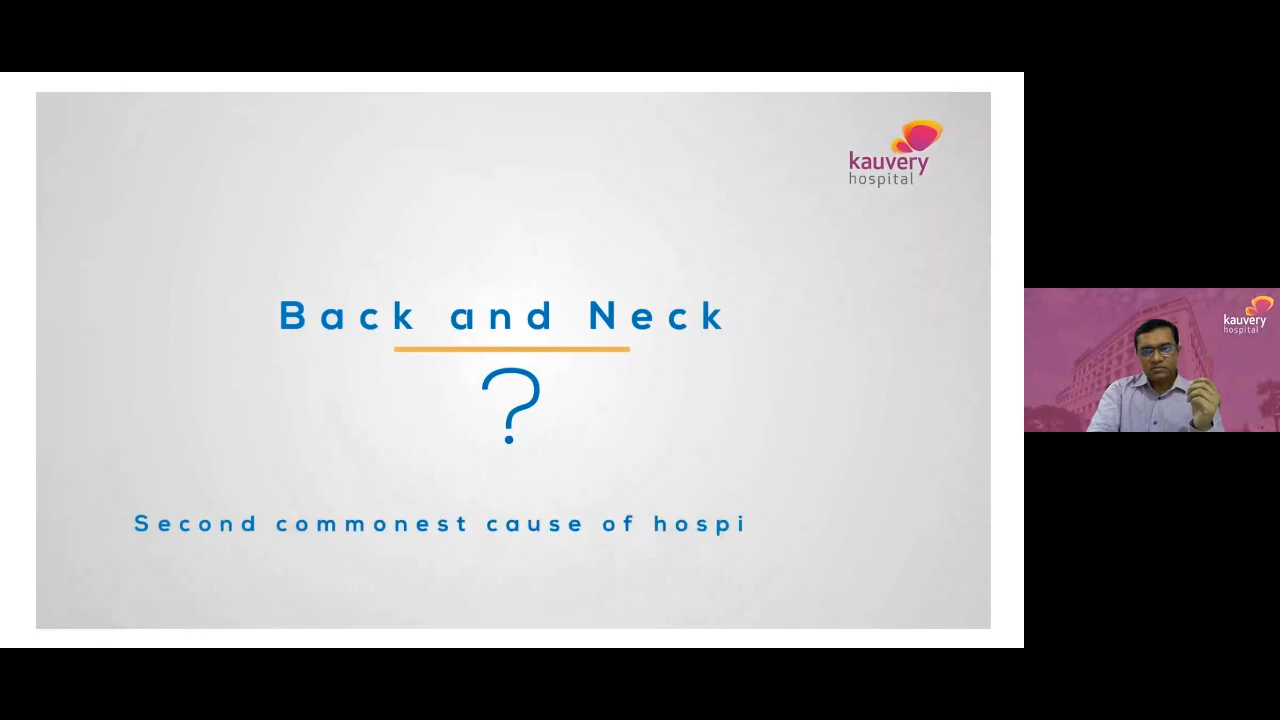 kauvery
hospital
Back and Neck
?
Second commonest cause of hospi
kauvery
hospital